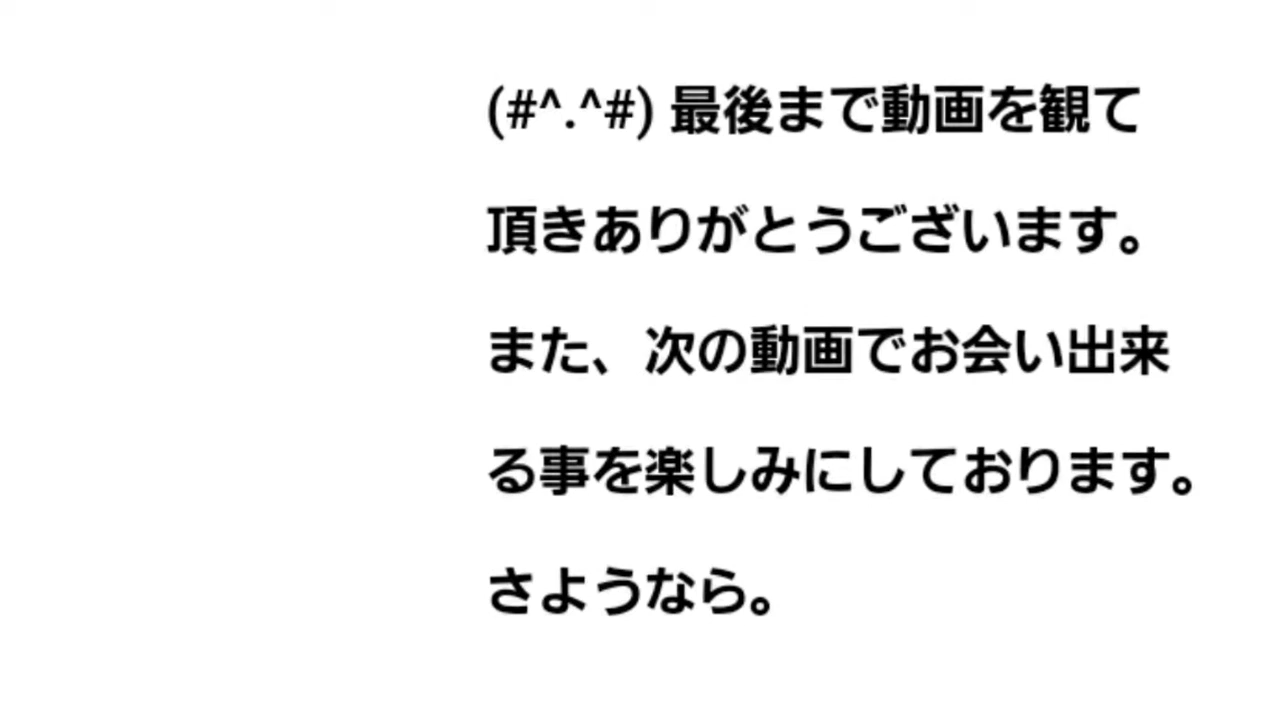 (#^.^#) 最後まで動画を観て
頂きありがとうございます。
また、次の動画でお会い出来
る事を楽しみにしております。
さようなら。